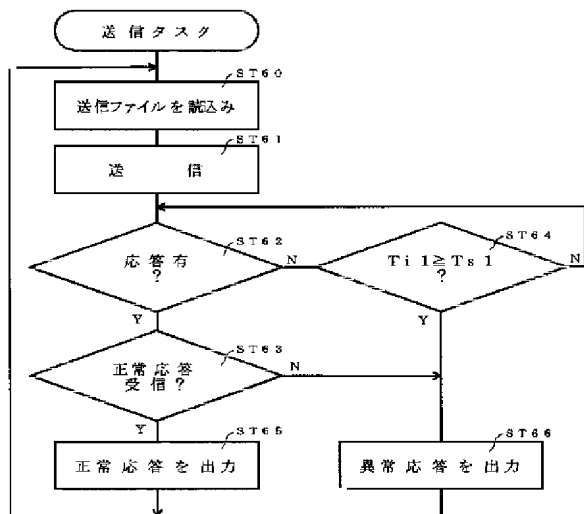 送信タスク
ST60
送信ファイルを読込み
ST61
送 信
ST62
応答有
?
N
Y
ST64
Ti1≧Ts1
?
N
Y
ST63
正常応答
受信?
N
Y
ST65
正常応答を出力
ST66
異常応答を出力